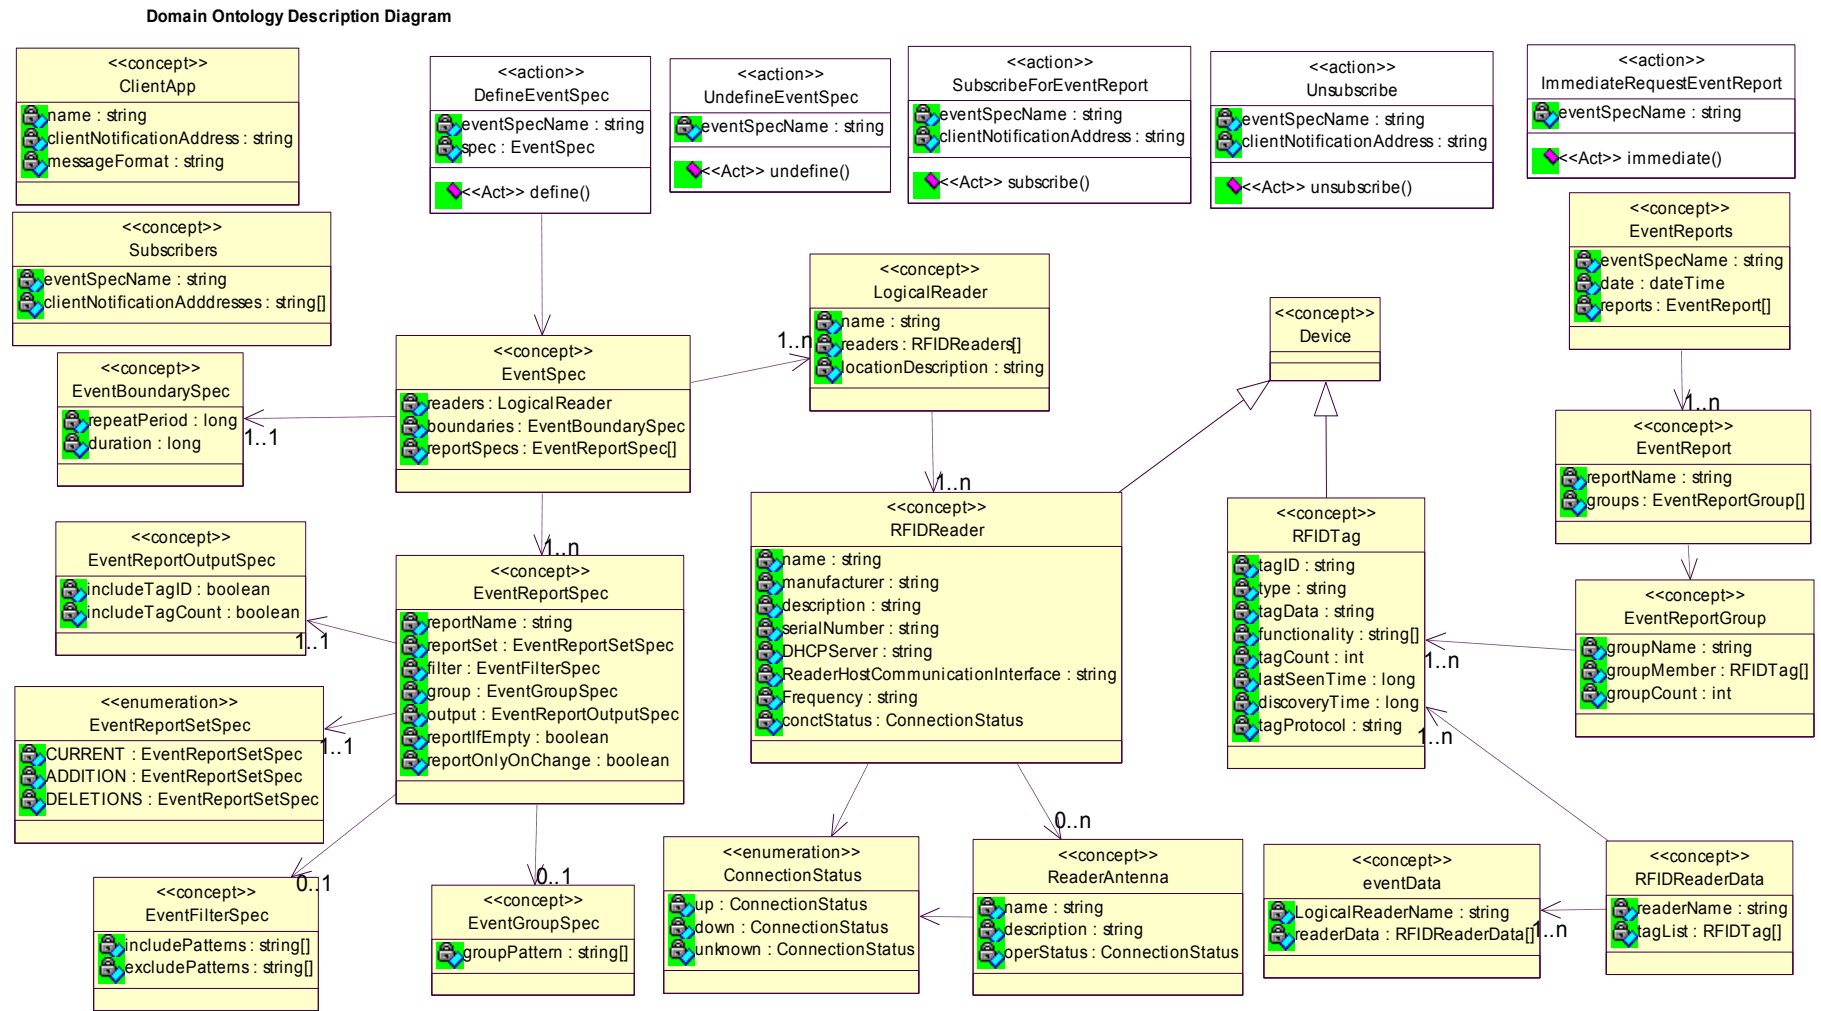 Domain Ontology Description Diagram
<<concept>>
ClientApp
name : string
clientNotificationAddress : string
messageFormat : string
<<action>>
DefineEventSpec
eventSpecName : string
spec : EventSpec
<<Act>> define()
<<action>>
UndefineEventSpec
eventSpecName : string
<<Act>> undefine()
<<action>>
SubscribeForEventReport
eventSpecName : string
clientNotificationAddress : string
<<Act>> subscribe()
<<action>>
Unsubscribe
eventSpecName : string
clientNotificationAddress : string
<<Act>> unsubscribe()
<<action>>
ImmediateRequestEventReport
eventSpecName : string
<<Act>> immediate()
<<concept>>
Subscribers
eventSpecName : string
clientNotificationAdddresses : string[]
<<concept>>
EventReports
eventSpecName : string
date : dateTime
reports : EventReport[]
<<concept>>
LogicalReader
name : string
readers : RFIDReaders[]
locationDescription : string
1..n
<<concept>>
Device
<<concept>>
EventBoundarySpec
repeatPeriod : long
duration : long
1..1
<<concept>>
EventSpec
readers : LogicalReader
boundaries : EventBoundarySpec
reportSpecs : EventReportSpec[]
1..n
<<concept>>
EventReport
reportName : string
groups : EventReportGroup[]
1..n
<<concept>>
RFIDReader
name : string
manufacturer : string
description : string
serialNumber : string
DHCPServer : string
ReaderHostCommunicationInterface : string
Frequency : string
conctStatus : ConnectionStatus
<<concept>>
RFIDTag
tagID : string
type : string
tagData : string
functionality : string[]
tagCount : int
lastSeenTime : long
discoveryTime : long
tagProtocol : string
<<concept>>
EventReportOutputSpec
includeTagID : boolean
includeTagCount : boolean
1..1
1..n
<<concept>>
EventReportSpec
reportName : string
reportSet : EventReportSetSpec
filter : EventFilterSpec
group : EventGroupSpec
output : EventReportOutputSpec
reportIfEmpty : boolean
reportOnlyOnChange : boolean
<<concept>>
EventReportGroup
groupName : string
groupMember : RFIDTag[]
groupCount : int
1..n
1..n
<<enumeration>>
EventReportSetSpec
CURRENT : EventReportSetSpec
ADDITION : EventReportSetSpec
DELETIONS : EventReportSetSpec
1..1
0..1
<<concept>>
EventFilterSpec
includePatterns : string[]
excludePatterns : string[]
0..1
<<concept>>
EventGroupSpec
groupPattern : string[]
<<enumeration>>
ConnectionStatus
up : ConnectionStatus
down : ConnectionStatus
unknown : ConnectionStatus
0..n
<<concept>>
ReaderAntenna
name : string
description : string
operStatus : ConnectionStatus
<<concept>>
eventData
LogicalReaderName : string
readerData : RFIDReaderData[]
1..n
<<concept>>
RFIDReaderData
readerName : string
tagList : RFIDTag[]